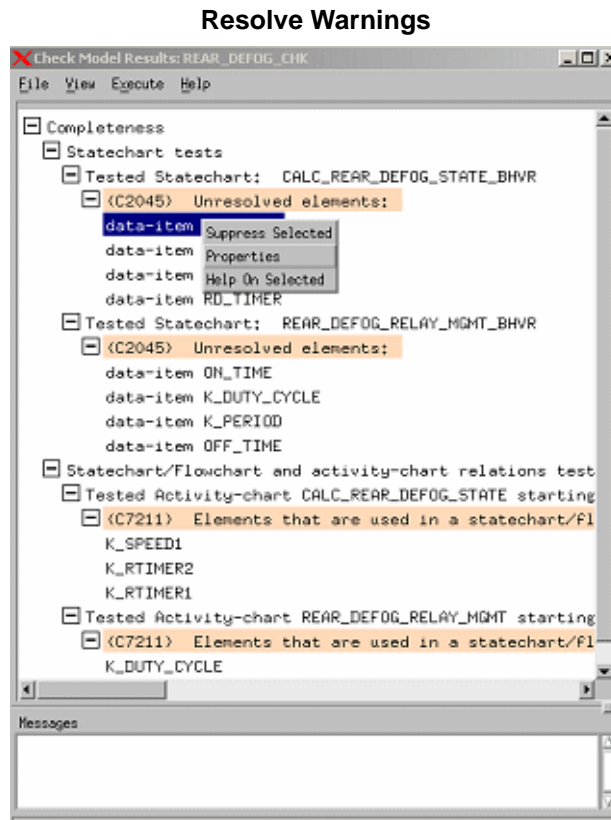 Resolve Warnings
Check Model Results: REAR_DEFOG_CHK
File View Execute Help
Completeness
Statechart tests
Tested Statechart: CALC_REAR_DEFOG_STATE_BHVR
(C2045) Unresolved elements:
data-item
Suppress Selected
data-item
Properties
data-item
Help On Selected
data-item RD_TIMER
Tested Statechart: REAR_DEFOG_RELAY_MGMT_BHVR
(C2045) Unresolved elements:
data-item ON_TIME
data-item K_DUTY_CYCLE
data-item K_PERIOD
data-item OFF_TIME
Statechart/Flowchart and activity-chart relations test
Tested Activity-chart CALC_REAR_DEFOG_STATE starting
(C7211) Elements that are used in a statechart/fl
K_SPEED1
K_RTIMER2
K_RTIMER1
Tested Activity-chart REAR_DEFOG_RELAY_MGMT starting
(C7211) Elements that are used in a statechart/fl
K_DUTY_CYCLE
Messages